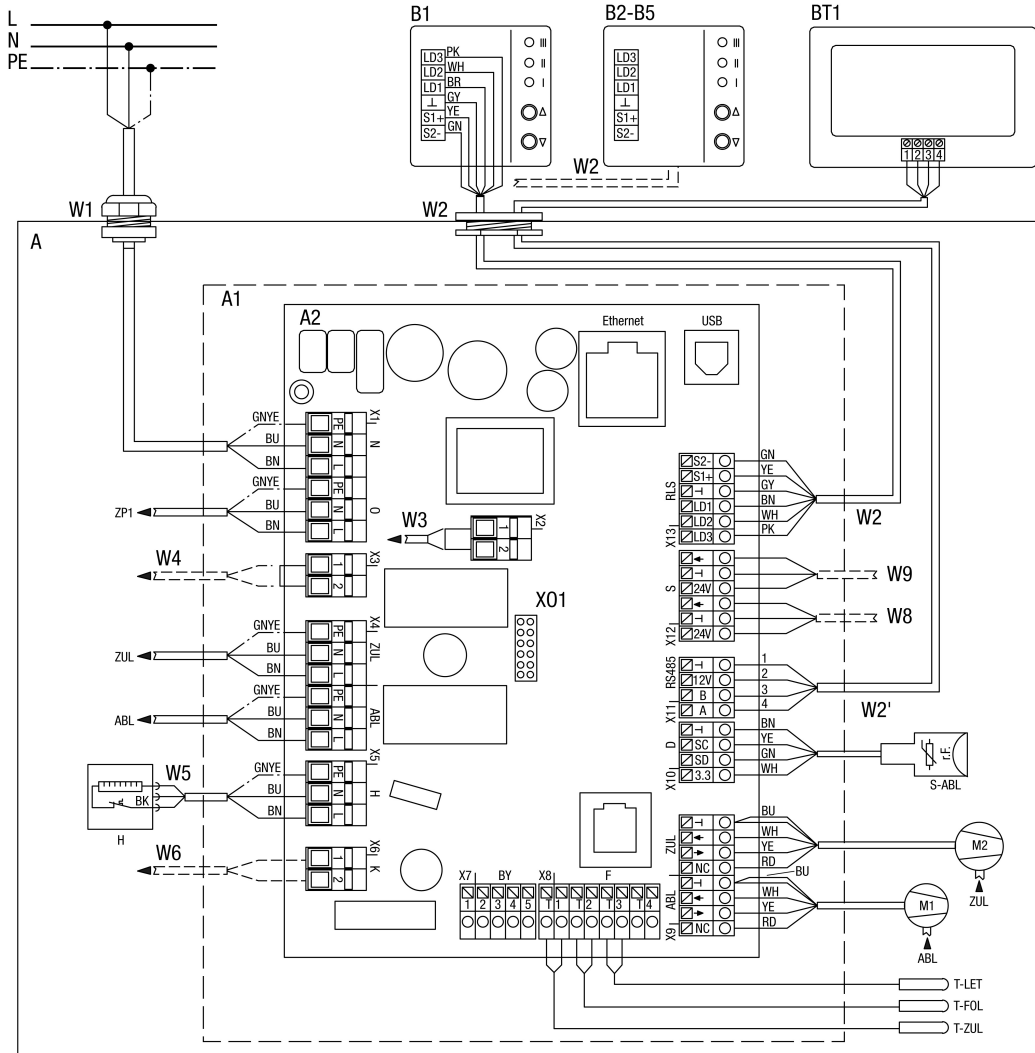 L
N
PE
B1
B2-B5
BT1
LD3 PK
LD2 WH
LD1 BR
⊥ GY
S1+ YE
S2- GN
III
II
I
LD3
LD2
LD1
⊥
S1+
S2-
III
II
I
1 2 3 4
W2
W1
W2
A
A1
A2
Ethernet
USB
GNYE PE X1
BU N N
BN L
GNYE PE
ZP1 BU N O
BN L
W3
1 X2
2
W4
1 X3
2
X01
GNYE PE X4
ZUL BU N ZUL
BN L
GNYE PE
ABL BU N ABL
BN L
X5
W5
GNYE PE
BK BU N H
BN L
H
W6
1 X6
2 K
S2- GN
S1+ YE
RLS ⊥ GY
LD1 BN
LD2 WH
X13 LD3 PK
W2
⊥
S 24V
W9
⊥
X12 24V
W8
RS485 ⊥ 1
12V 2
B 3
X11 A 4
W2'
D ⊥ BN
SC YE
SD GN
X10 3.3 WH
r.F.
S-ABL
ZUL ⊥ BU
WH
YE
NC RD
M2
ZUL
ABL ⊥ BU
WH
YE
X9 NC RD
M1
ABL
X7 BY X8 F
1 2 3 4 5 T 1 T 2 T 3 T 4
T-LET
T-FOL
T-ZUL